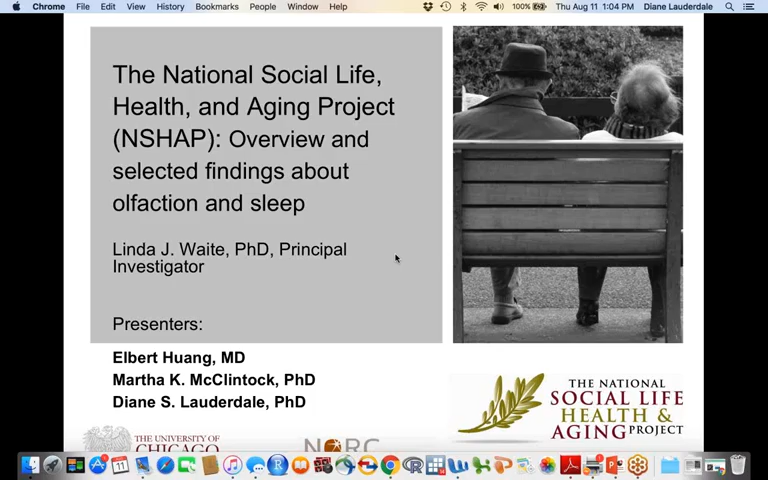 Chrome File Edit View History Bookmarks People Window Help 100% Thu Aug 11 1:04 PM Diane Lauderdale
The National Social Life,
Health, and Aging Project
(NSHAP): Overview and
selected findings about
olfaction and sleep
Linda J. Waite, PhD, Principal
Investigator
Presenters:
Elbert Huang, MD
Martha K. McClintock, PhD
Diane S. Lauderdale, PhD
THE NATIONAL
SOCIAL LIFE
HEALTH &
AGING PROJECT
THE UNIVERSITY OF
CHICAGO
NORC